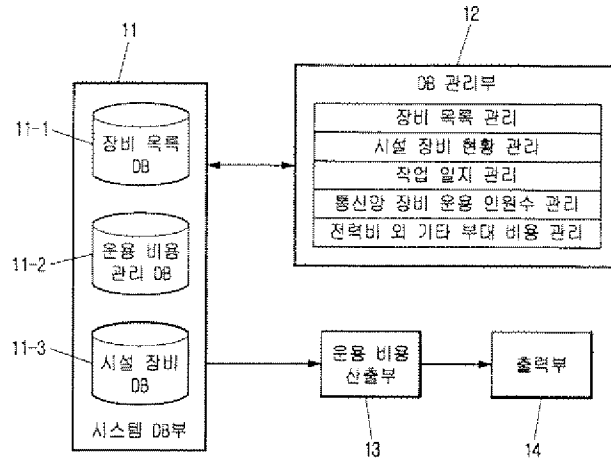 11
11-1
장비 목록
DB
11-2
운용 비용
관리 DB
11-3
시설 장비
DB
시스템 DB부
12
DB 관리부
장비 목록 관리
시설 장비 현황 관리
작업 일지 관리
통신망 장비 운용 인원수 관리
전력비 외 기타 부대 비용 관리
운용 비용
산출부
13
출력부
14